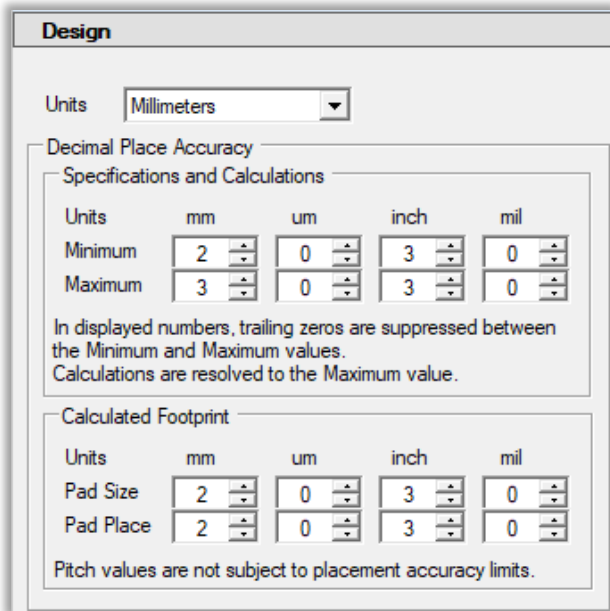 Design
Units Millimeters
Decimal Place Accuracy
Specifications and Calculations
Units mm um inch mil
Minimum 2 0 3 0
Maximum 3 0 3 0
In displayed numbers, trailing zeros are suppressed between
the Minimum and Maximum values.
Calculations are resolved to the Maximum value.
Calculated Footprint
Units mm um inch mil
Pad Size 2 0 3 0
Pad Place 2 0 3 0
Pitch values are not subject to placement accuracy limits.